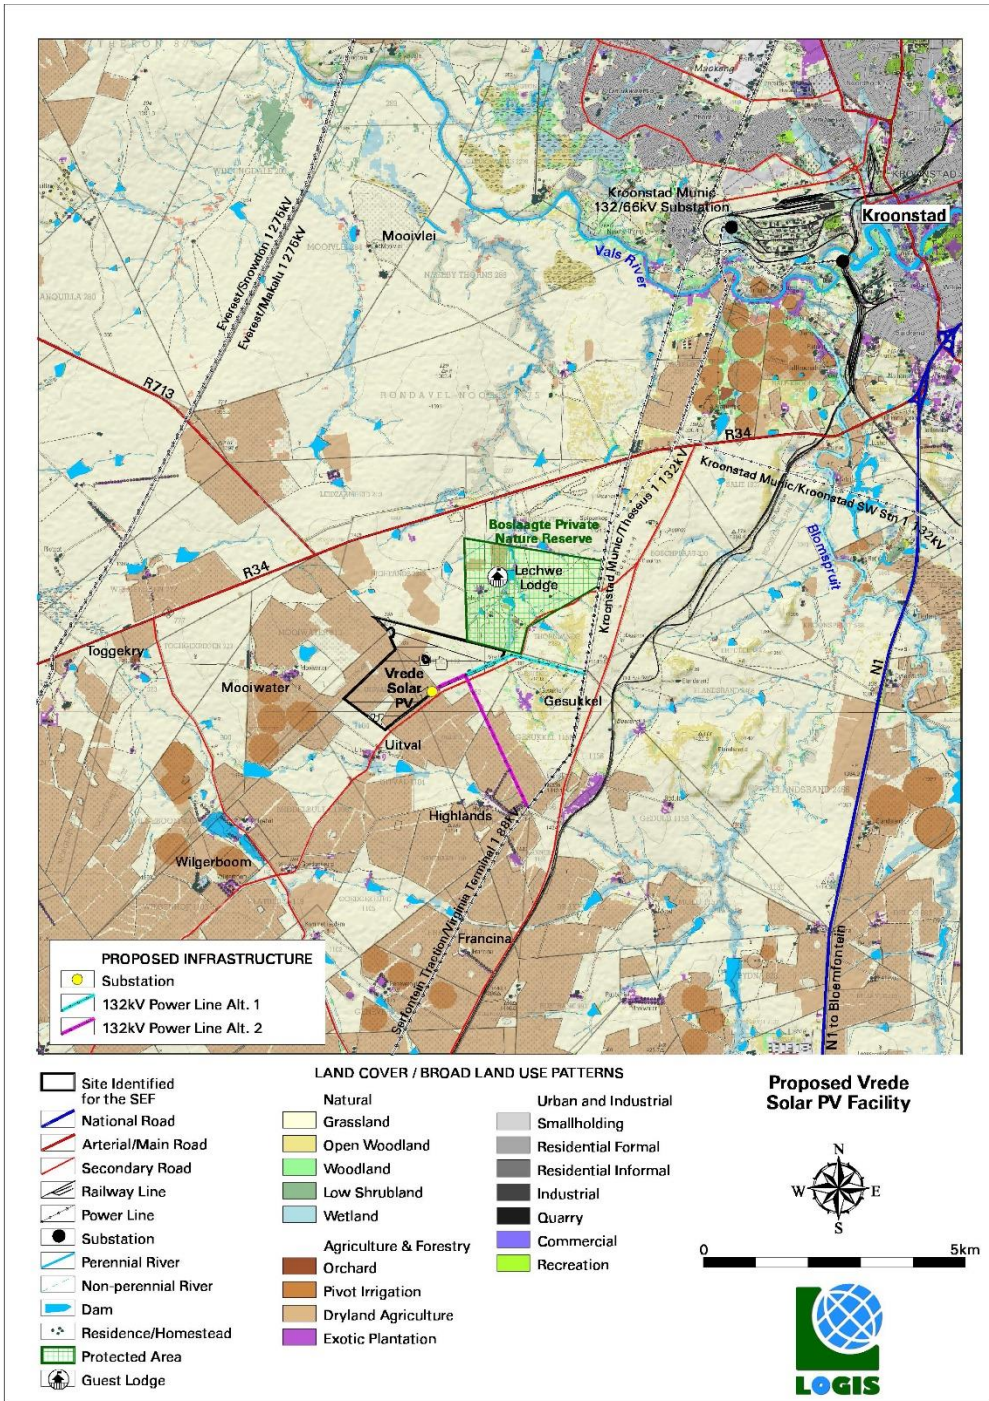 Kroonstad Munic
132/66kV Substation
Kroonstad
Vals River
Mooivlei
Everest/Snowdon 1 275kV
Everest/Makalu 1 275kV
R713
R34
R34
Kroonstad Munic/Kroonstad SW Stn 1 132kV
Kroonstad Munic/Theseus 1 132kV
Boslaagte Private
Nature Reserve
Lechwe
Lodge
Blomspruit
N1
Toggekry
Mooiwater
Vrede
Solar
PV
Gesukkel
Uitval
Highlands
Wilgerboom
Serfontein Traction/Virginia Terminal 1 88kV
Francina
N1 to Bloemfontein
PROPOSED INFRASTRUCTURE
Substation
132kV Power Line Alt. 1
132kV Power Line Alt. 2
Site Identified
for the SEF
National Road
Arterial/Main Road
Secondary Road
Railway Line
Power Line
Substation
Perennial River
Non-perennial River
Dam
Residence/Homestead
Protected Area
Guest Lodge
LAND COVER / BROAD LAND USE PATTERNS
Natural
Grassland
Open Woodland
Woodland
Low Shrubland
Wetland
Agriculture & Forestry
Orchard
Pivot Irrigation
Dryland Agriculture
Exotic Plantation
Urban and Industrial
Smallholding
Residential Formal
Residential Informal
Industrial
Quarry
Commercial
Recreation
Proposed Vrede
Solar PV Facility
N
W
E
S
0
5km
LOGIS